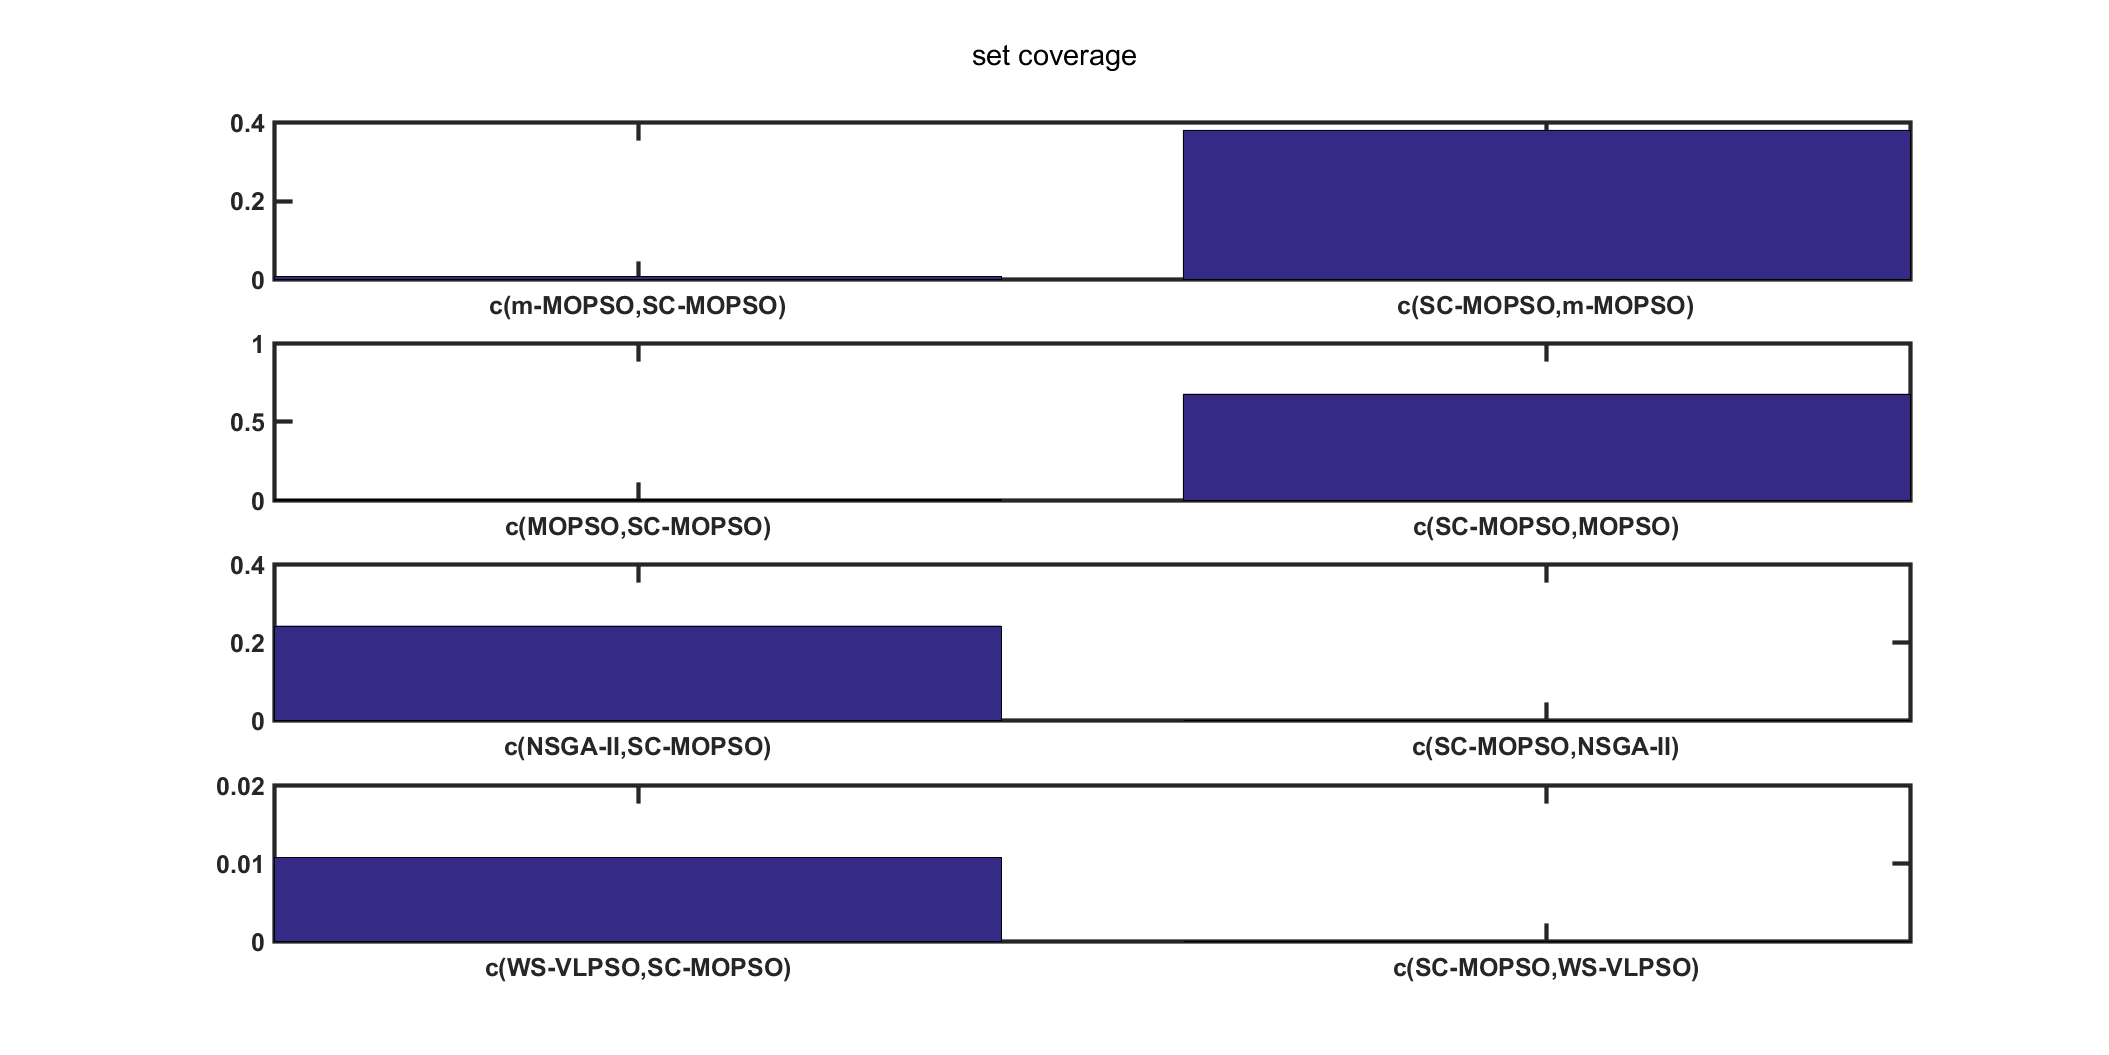 set coverage
0.4
0.2
0
c(m-MOPSO,SC-MOPSO) c(SC-MOPSO,m-MOPSO)
1
0.5
0
c(MOPSO,SC-MOPSO) c(SC-MOPSO,MOPSO)
0.4
0.2
0
c(NSGA-II,SC-MOPSO) c(SC-MOPSO,NSGA-II)
0.02
0.01
0
c(WS-VLPSO,SC-MOPSO) c(SC-MOPSO,WS-VLPSO)